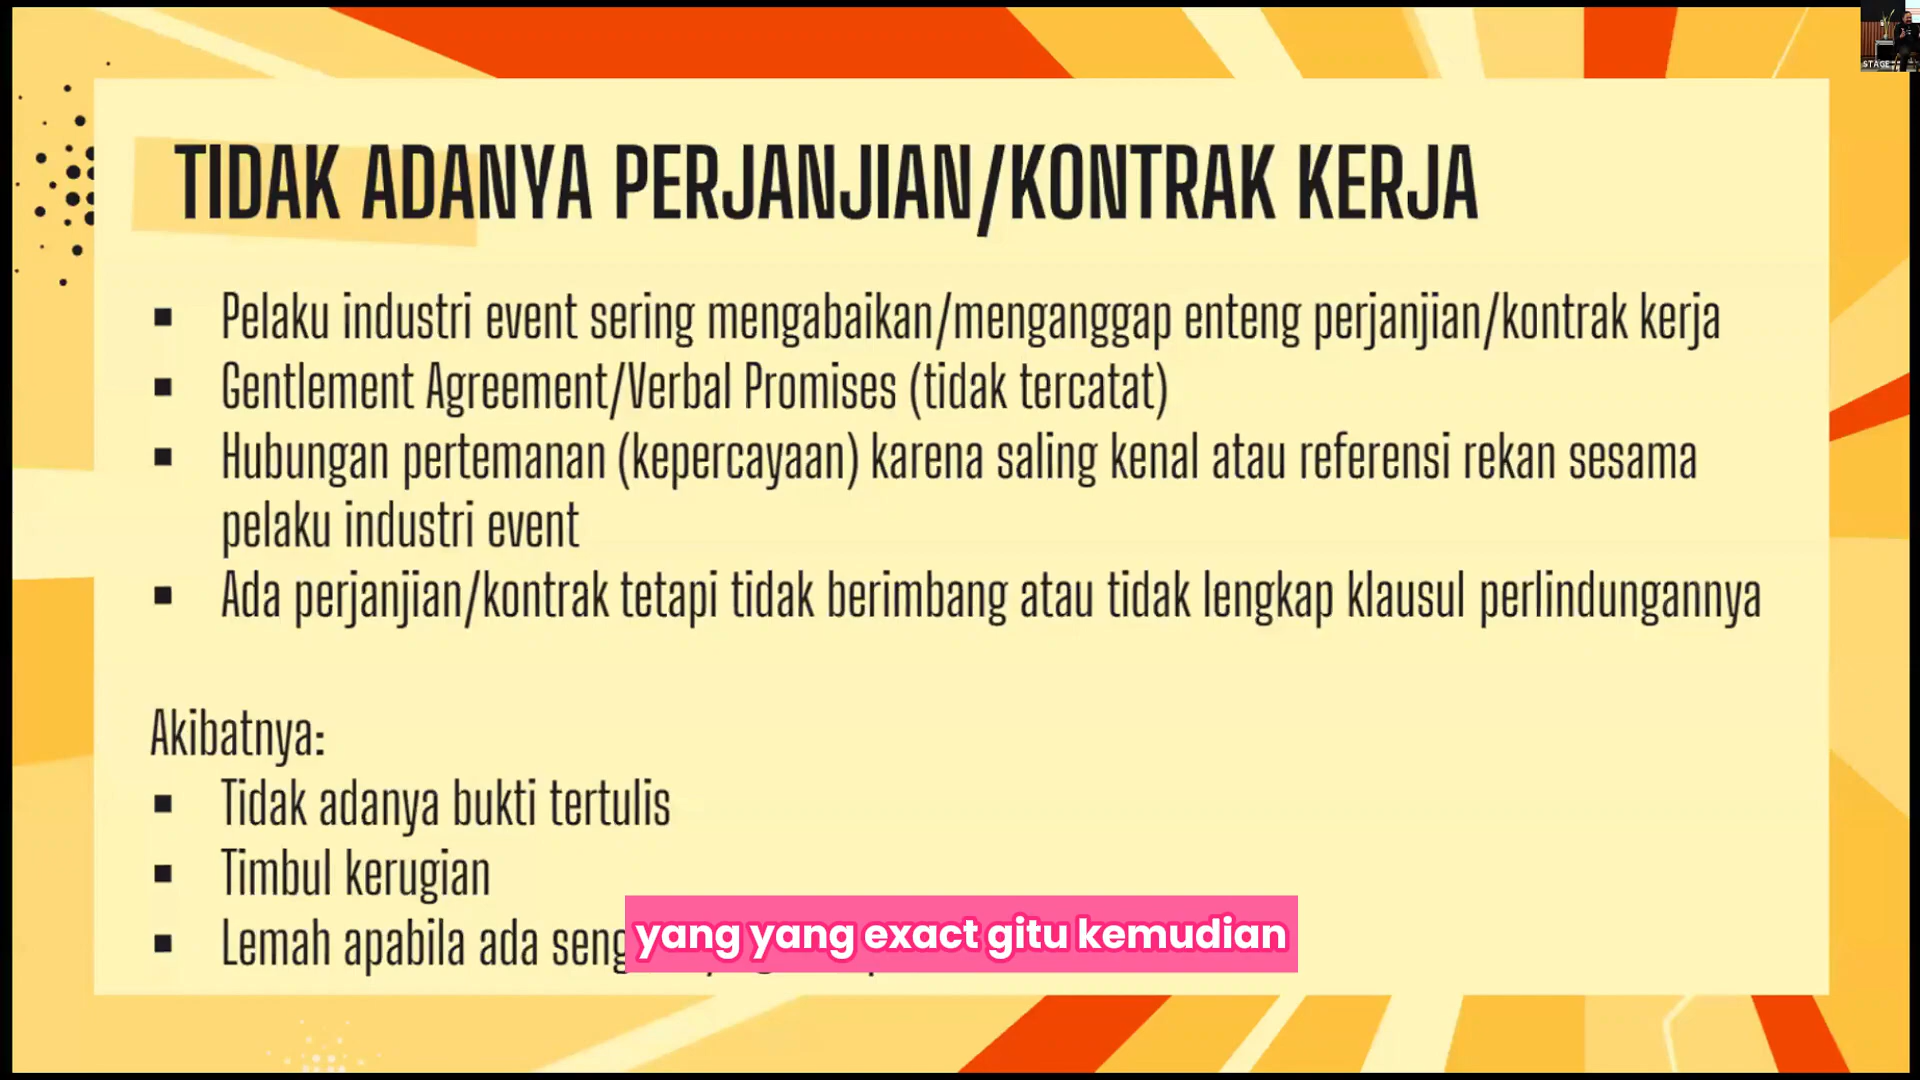 STAGE
TIDAK ADANYA PERJANJIAN/KONTRAK KERJA
▪ Pelaku industri event sering mengabaikan/menganggap enteng perjanjian/kontrak kerja
▪ Gentlement Agreement/Verbal Promises (tidak tercatat)
▪ Hubungan pertemanan (kepercayaan) karena saling kenal atau referensi rekan sesama
pelaku industri event
▪ Ada perjanjian/kontrak tetapi tidak berimbang atau tidak lengkap klausul perlindungannya
Akibatnya:
▪ Tidak adanya bukti tertulis
▪ Timbul kerugian
▪ Lemah apabila ada
yang yang exact gitu kemudian